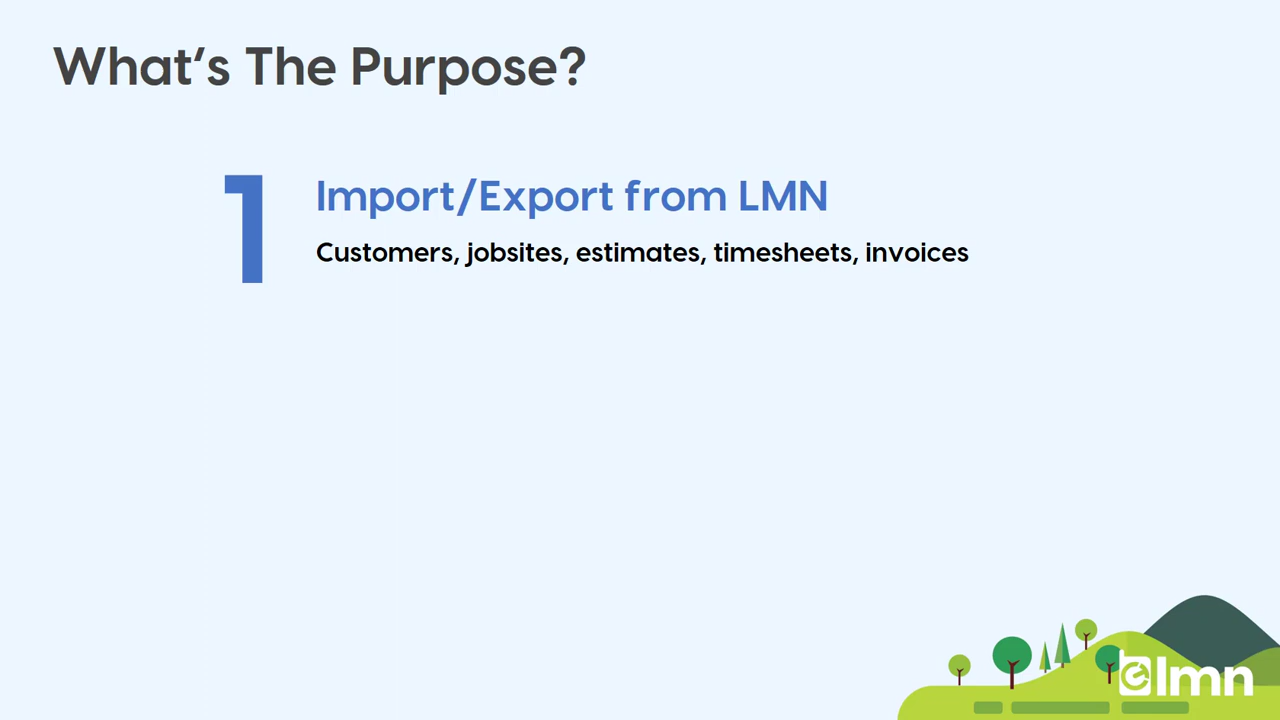 What's The Purpose?
1
Import/Export from LMN
Customers, jobsites, estimates, timesheets, invoices
lmn